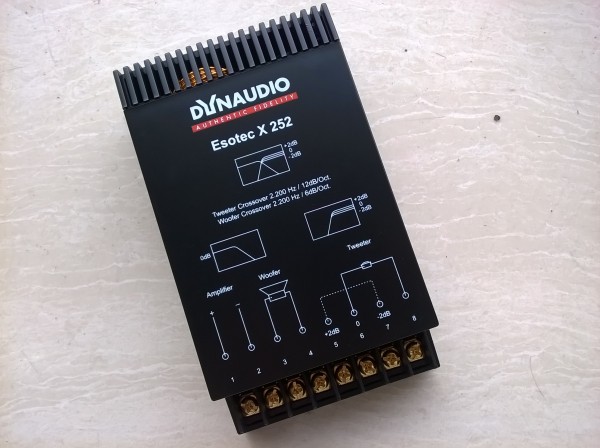 DYNAUDIO
AUTHENTIC FIDELITY
Esotec X 252
+2dB
0
-2dB
Tweeter Crossover 2.200 Hz / 12dB/Oct.
Woofer Crossover 2.200 Hz / 6dB/Oct.
+2dB
0
-2dB
0dB
Amplifier Woofer Tweeter
+ −
+2dB 0 -2dB
1 2 3 4 5 6 7 8